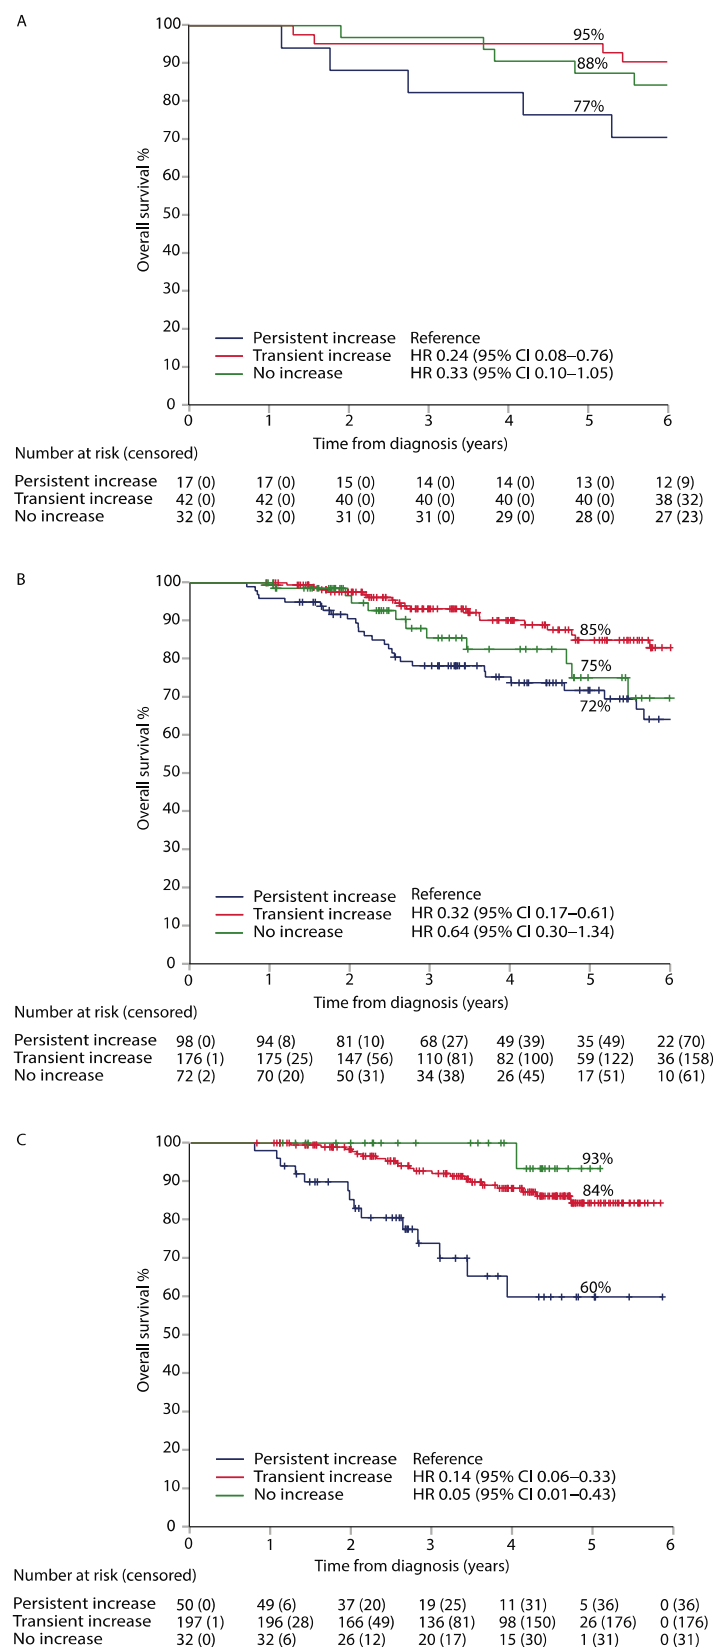 A
100
90
80
70
60
50
40
30
20
10
0
Overall survival %
95%
88%
77%
Persistent increase Reference
Transient increase HR 0.24 (95% CI 0.08–0.76)
No increase HR 0.33 (95% CI 0.10–1.05)
0 1 2 3 4 5 6
Time from diagnosis (years)
Number at risk (censored)
Persistent increase 17 (0) 17 (0) 15 (0) 14 (0) 14 (0) 13 (0) 12 (9)
Transient increase 42 (0) 42 (0) 40 (0) 40 (0) 40 (0) 40 (0) 38 (32)
No increase 32 (0) 32 (0) 31 (0) 31 (0) 29 (0) 28 (0) 27 (23)
B
100
90
80
70
60
50
40
30
20
10
0
Overall survival %
85%
75%
72%
Persistent increase Reference
Transient increase HR 0.32 (95% CI 0.17–0.61)
No increase HR 0.64 (95% CI 0.30–1.34)
0 1 2 3 4 5 6
Time from diagnosis (years)
Number at risk (censored)
Persistent increase 98 (0) 94 (8) 81 (10) 68 (27) 49 (39) 35 (49) 22 (70)
Transient increase 176 (1) 175 (25) 147 (56) 110 (81) 82 (100) 59 (122) 36 (158)
No increase 72 (2) 70 (20) 50 (31) 34 (38) 26 (45) 17 (51) 10 (61)
C
100
90
80
70
60
50
40
30
20
10
0
Overall survival %
93%
84%
60%
Persistent increase Reference
Transient increase HR 0.14 (95% CI 0.06–0.33)
No increase HR 0.05 (95% CI 0.01–0.43)
0 1 2 3 4 5 6
Time from diagnosis (years)
Number at risk (censored)
Persistent increase 50 (0) 49 (6) 37 (20) 19 (25) 11 (31) 5 (36) 0 (36)
Transient increase 197 (1) 196 (28) 166 (49) 136 (81) 98 (150) 26 (176) 0 (176)
No increase 32 (0) 32 (6) 26 (12) 20 (17) 15 (30) 1 (31) 0 (31)